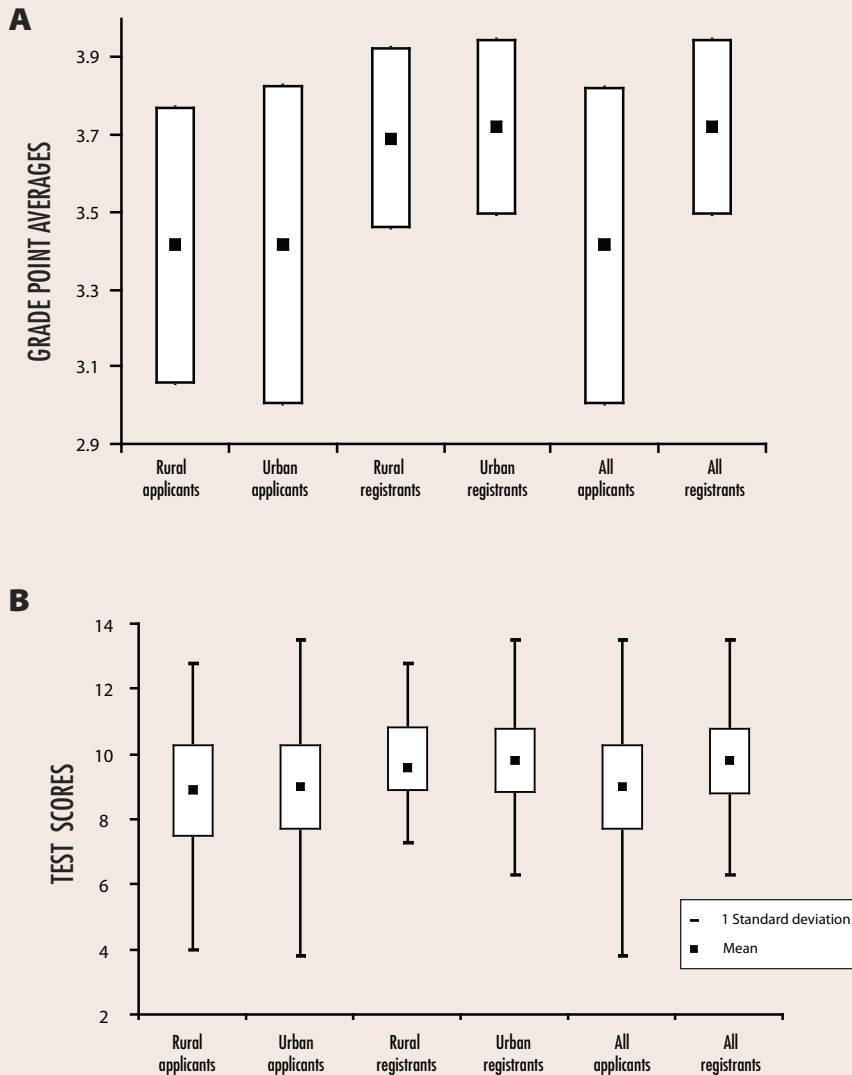 A
GRADE POINT AVERAGES
3.9
3.7
3.5
3.3
3.1
2.9
Rural
applicants
Urban
applicants
Rural
registrants
Urban
registrants
All
applicants
All
registrants
B
TEST SCORES
14
12
10
8
6
4
2
1 Standard deviation
Mean
Rural
applicants
Urban
applicants
Rural
registrants
Urban
registrants
All
applicants
All
registrants